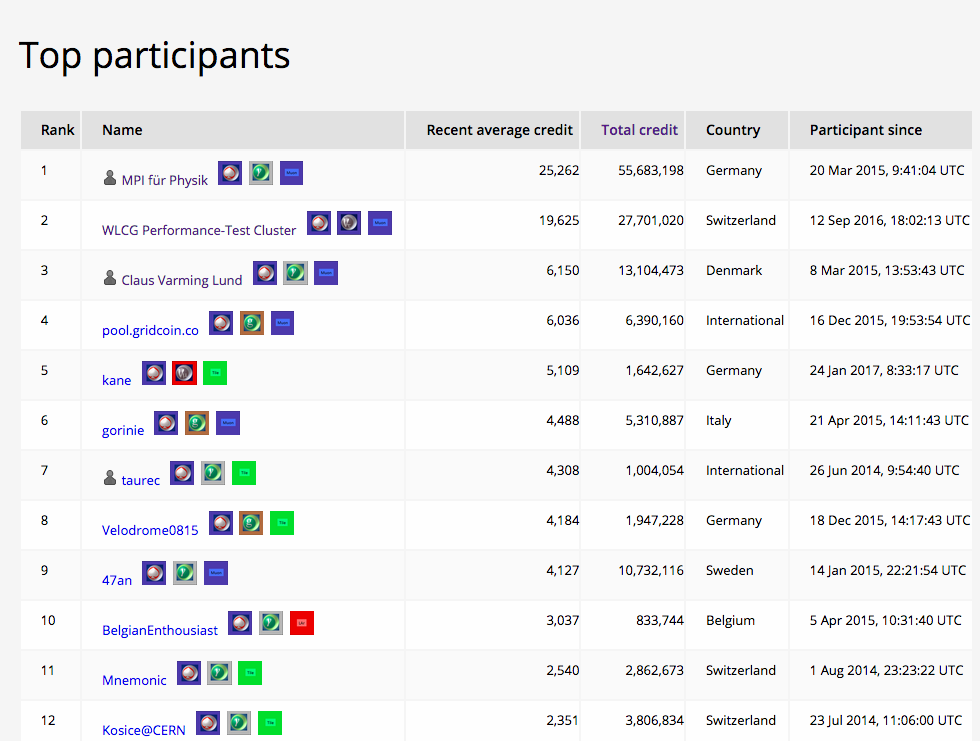 Top participants
Rank Name Recent average credit Total credit Country Participant since
1 MPI für Physik 25,262 55,683,198 Germany 20 Mar 2015, 9:41:04 UTC
2 WLCG Performance-Test Cluster 19,625 27,701,020 Switzerland 12 Sep 2016, 18:02:13 UTC
3 Claus Varming Lund 6,150 13,104,473 Denmark 8 Mar 2015, 13:53:43 UTC
4 pool.gridcoin.co 6,036 6,390,160 International 16 Dec 2015, 19:53:54 UTC
5 kane 5,109 1,642,627 Germany 24 Jan 2017, 8:33:17 UTC
6 gorinie 4,488 5,310,887 Italy 21 Apr 2015, 14:11:43 UTC
7 taurec 4,308 1,004,054 International 26 Jun 2014, 9:54:40 UTC
8 Velodrome0815 4,184 1,947,228 Germany 18 Dec 2015, 14:17:43 UTC
9 47an 4,127 10,732,116 Sweden 14 Jan 2015, 22:21:54 UTC
10 BelgianEnthousiast 3,037 833,744 Belgium 5 Apr 2015, 10:31:40 UTC
11 Mnemonic 2,540 2,862,673 Switzerland 1 Aug 2014, 23:23:22 UTC
12 Kosice@CERN 2,351 3,806,834 Switzerland 23 Jul 2014, 11:06:00 UTC